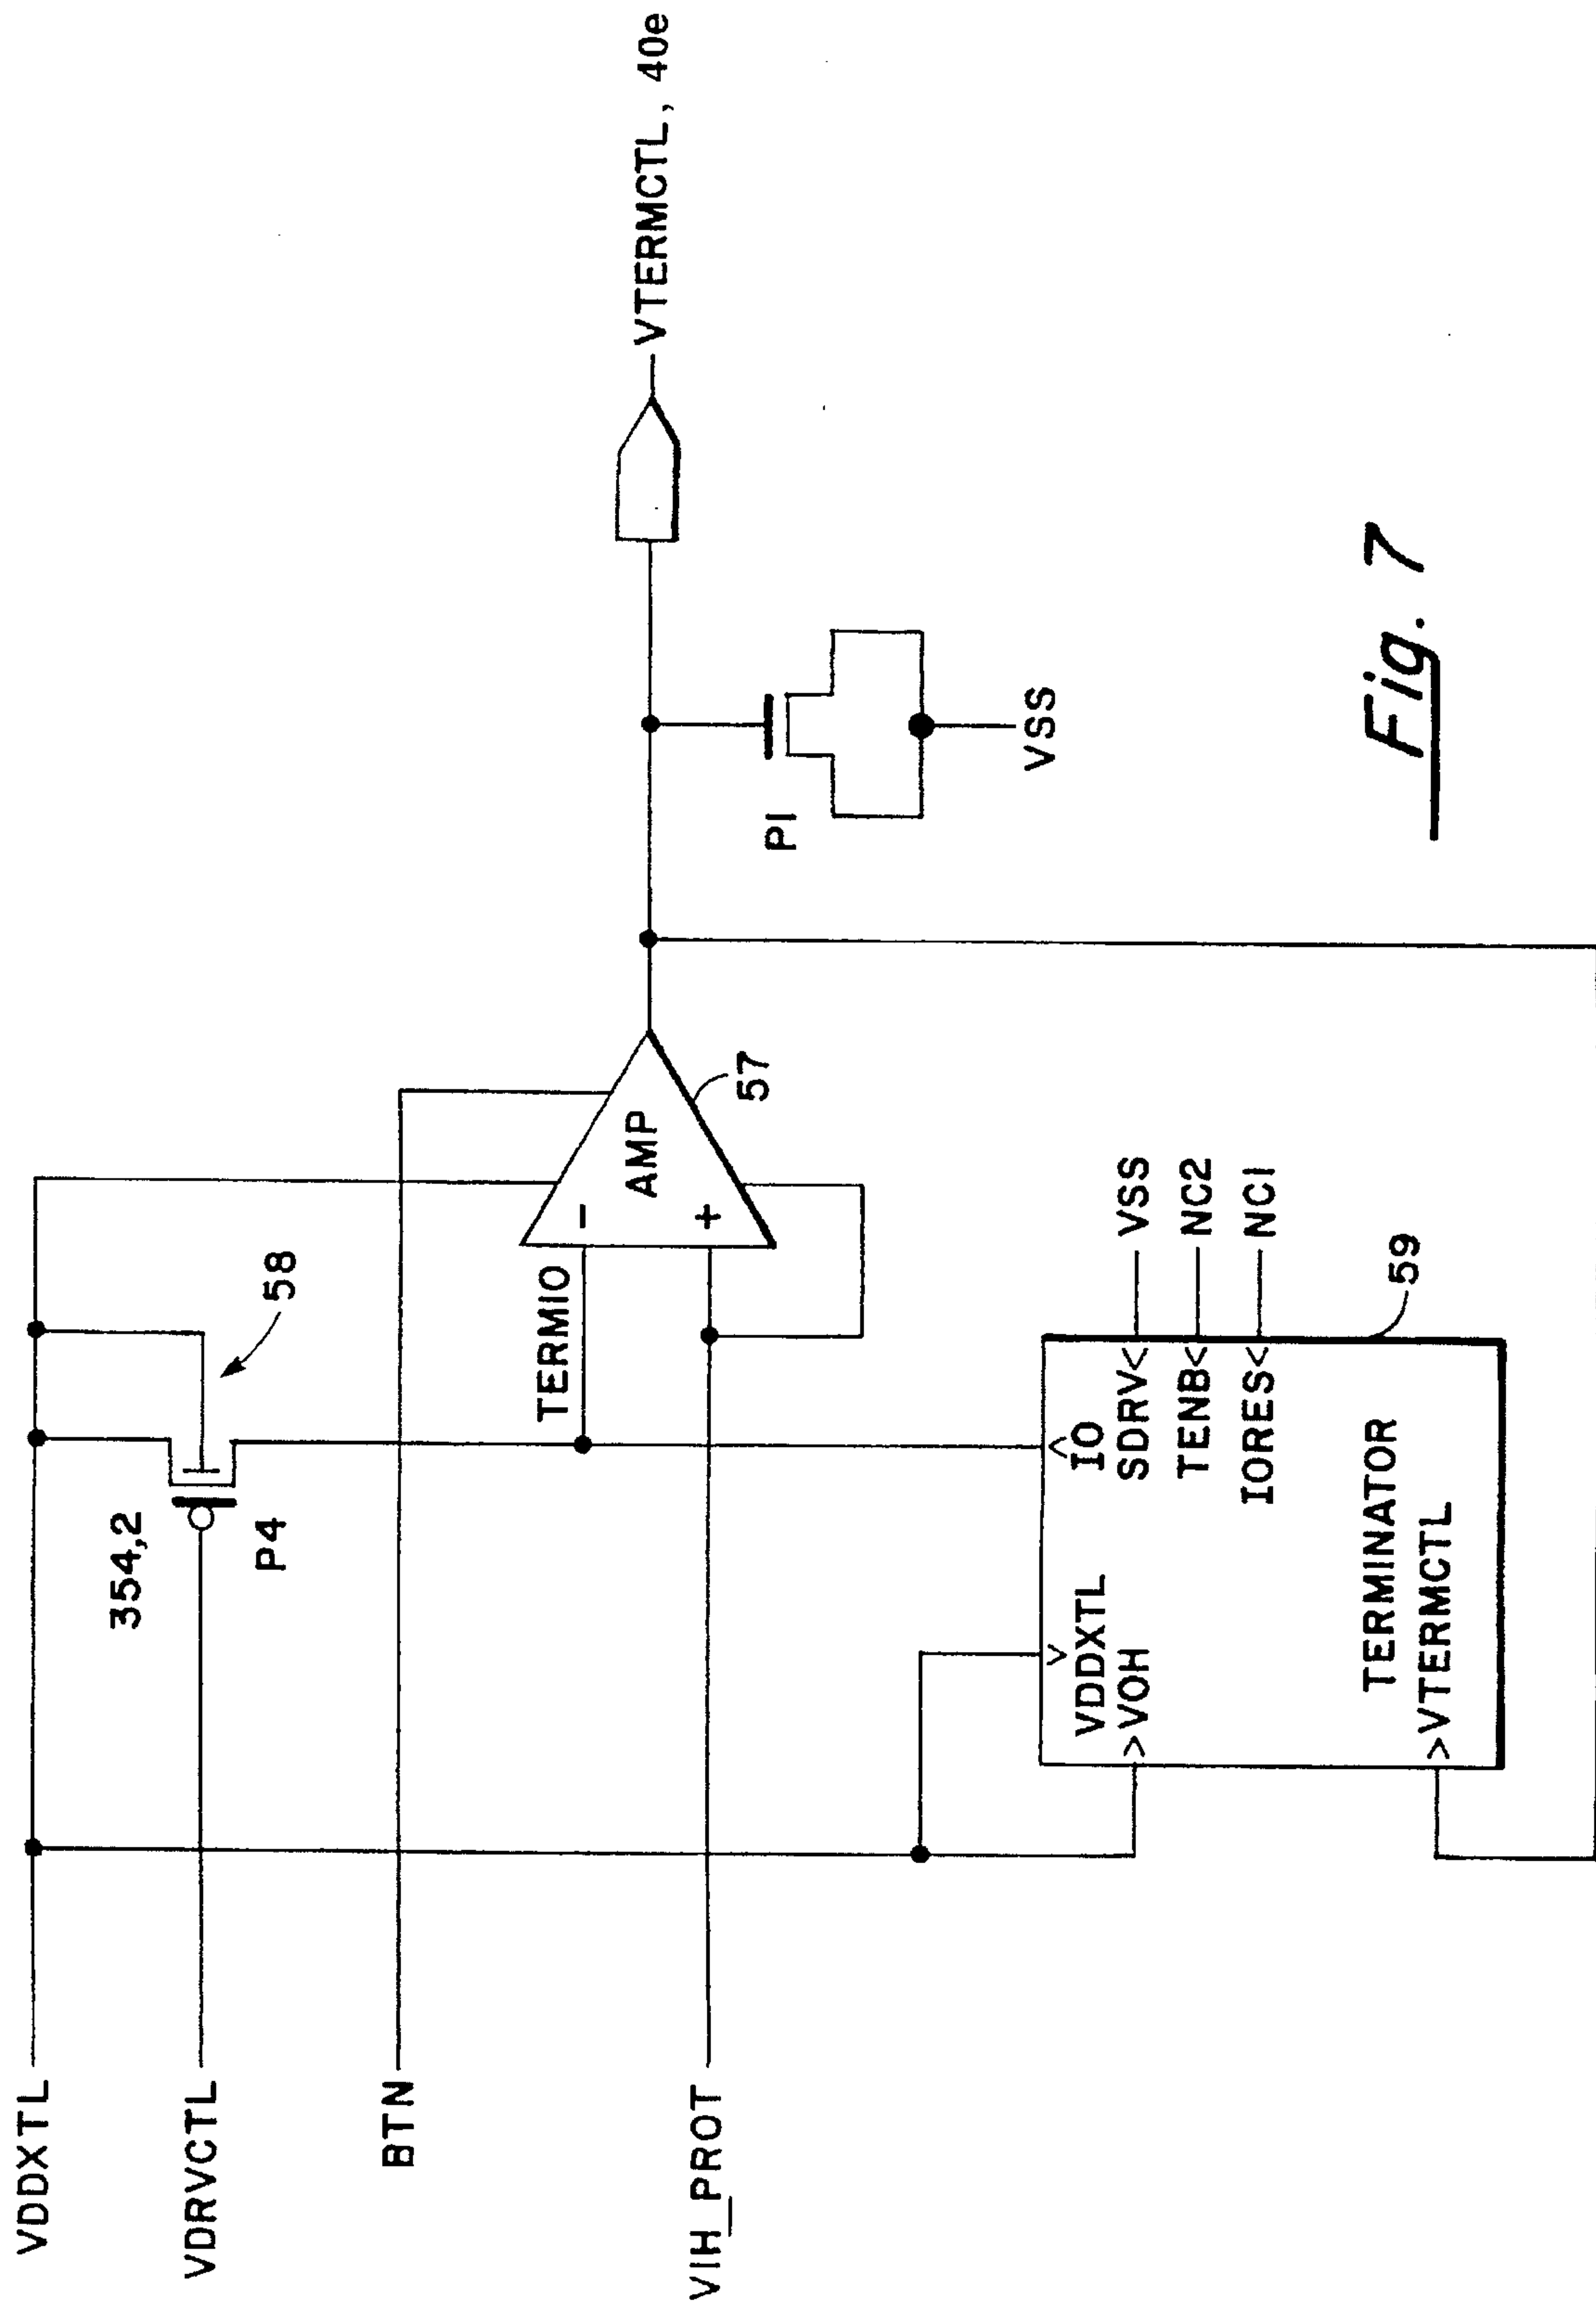 VDDXTL
VDRVCTL
BTN
VIH_PROT
354,2
P4
58
TERMIO
−
+
AMP
57
VTERMCTL, 40e
P1
VSS
VDDXTL
>VOH
IO
SDRV<
TENB<
IORES<
VSS
NC2
NC1
TERMINATOR
>VTERMCTL
59
Fig. 7